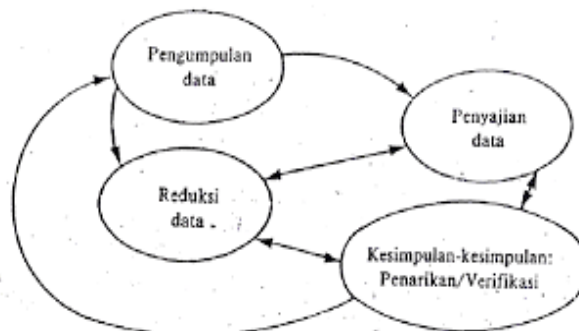 Pengumpulan
data
Penyajian
data
Reduksi
data
Kesimpulan-kesimpulan:
Penarikan/Verifikasi